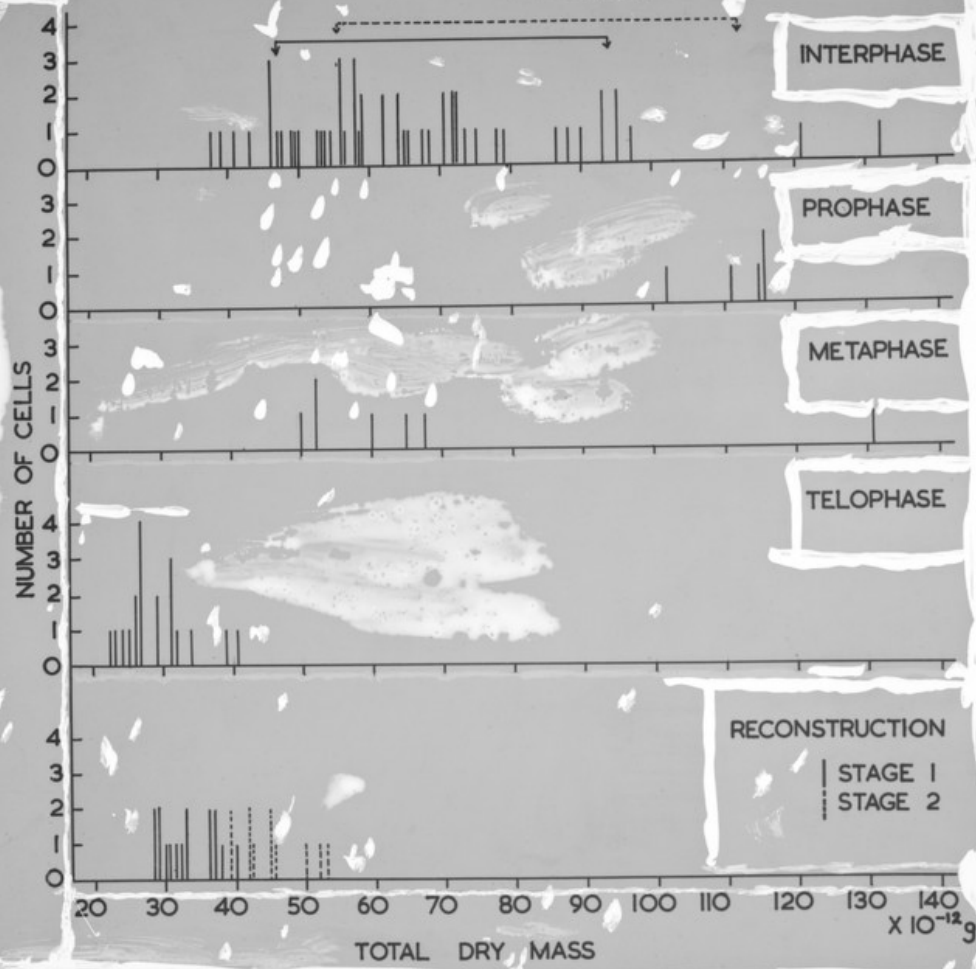 NUMBER OF CELLS
4
3
2
1
0
INTERPHASE
3
2
1
0
PROPHASE
3
2
1
0
METAPHASE
4
3
2
1
0
TELOPHASE
4
3
2
1
0
RECONSTRUCTION
STAGE 1
STAGE 2
20 30 40 50 60 70 80 90 100 110 120 130 140
X 10⁻¹² g
TOTAL DRY MASS